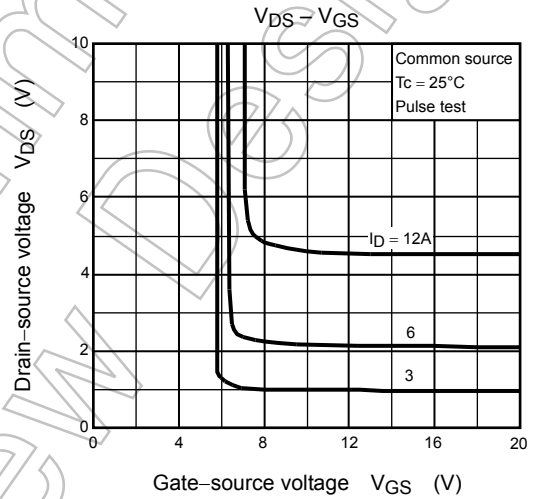 VDS – VGS
Drain–source voltage VDS (V)
10
8
6
4
2
0
Common source
Tc = 25°C
Pulse test
ID = 12A
6
3
0
4
8
12
16
20
Gate–source voltage VGS (V)